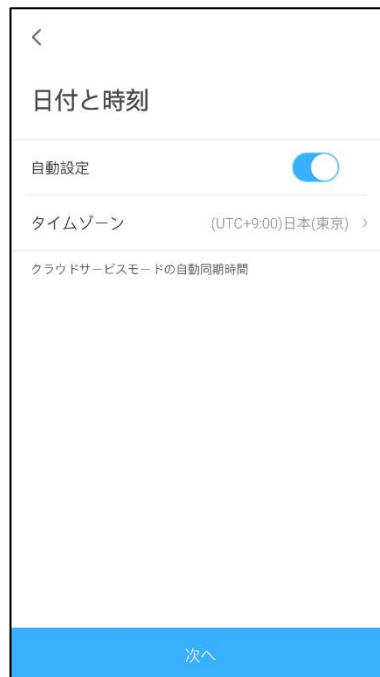 日付と時刻
自動設定
タイムゾーン (UTC+9:00)日本(東京)
クラウドサービスモードの自動同期時間
次へ